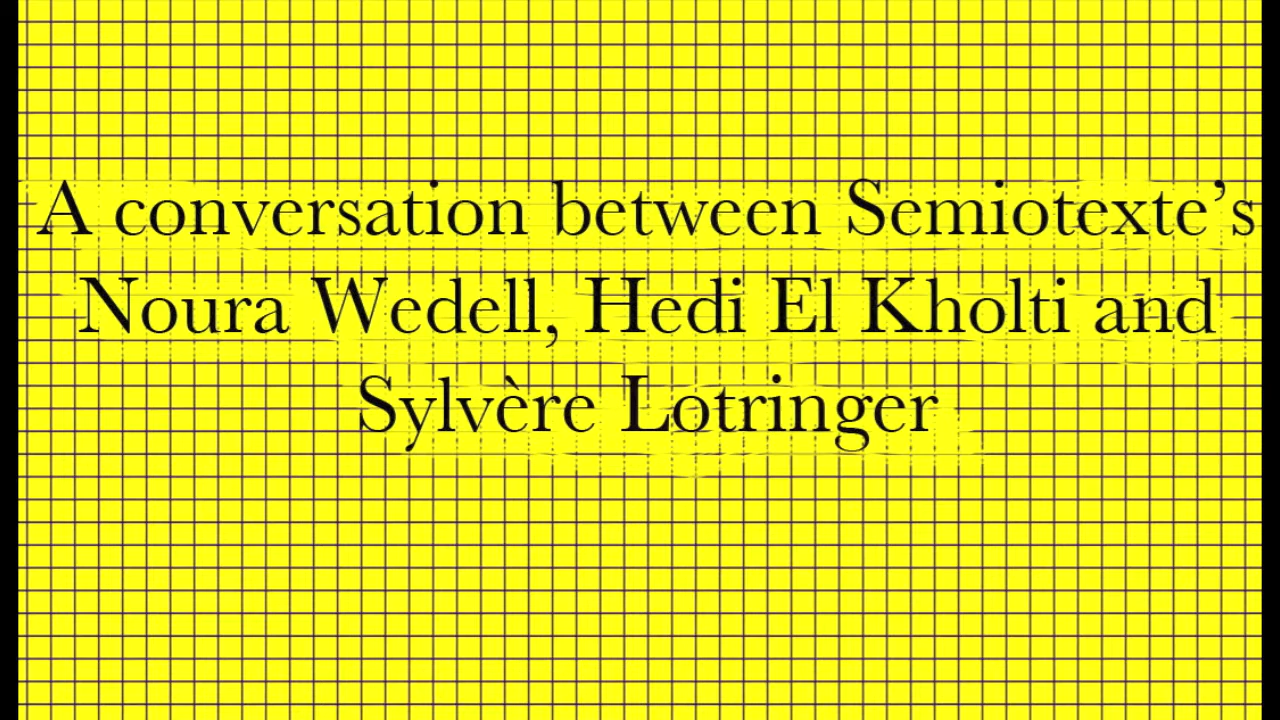 A conversation between Semiotexte’s
Noura Wedell, Hedi El Kholti and
Sylvère Lotringer